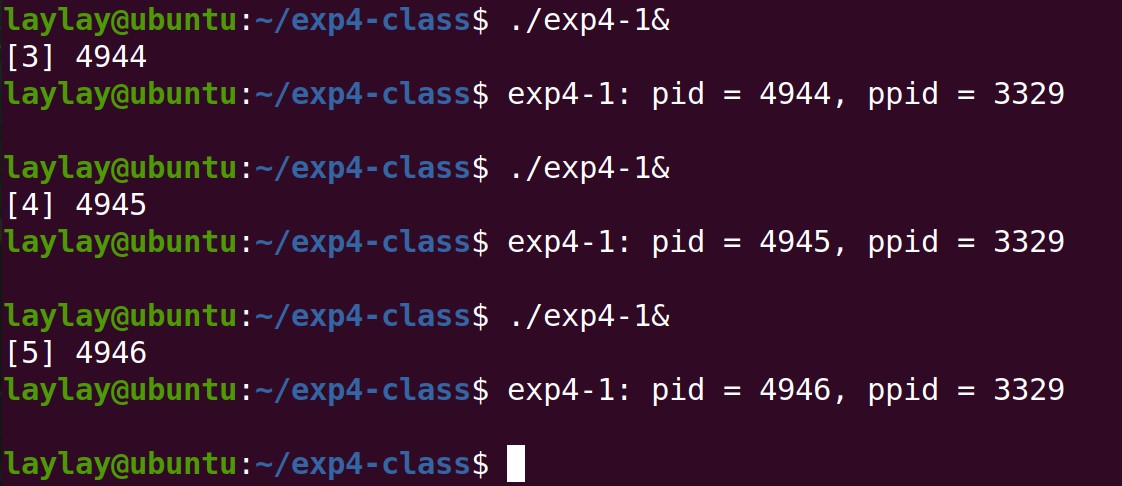 laylay@ubuntu:~/exp4-class$ ./exp4-1&
[3] 4944
laylay@ubuntu:~/exp4-class$ exp4-1: pid = 4944, ppid = 3329
laylay@ubuntu:~/exp4-class$ ./exp4-1&
[4] 4945
laylay@ubuntu:~/exp4-class$ exp4-1: pid = 4945, ppid = 3329
laylay@ubuntu:~/exp4-class$ ./exp4-1&
[5] 4946
laylay@ubuntu:~/exp4-class$ exp4-1: pid = 4946, ppid = 3329
laylay@ubuntu:~/exp4-class$